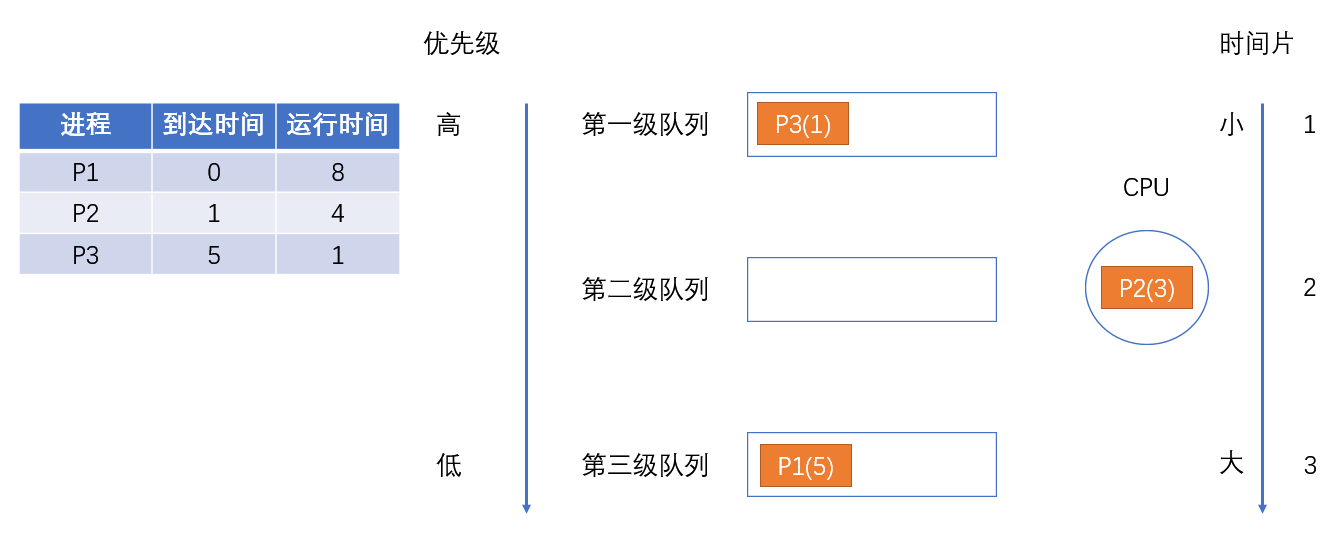 优先级
时间片
进程 到达时间 运行时间
P1 0 8
P2 1 4
P3 5 1
高
第一级队列
P3(1)
小
1
CPU
第二级队列
P2(3)
2
低
第三级队列
P1(5)
大
3